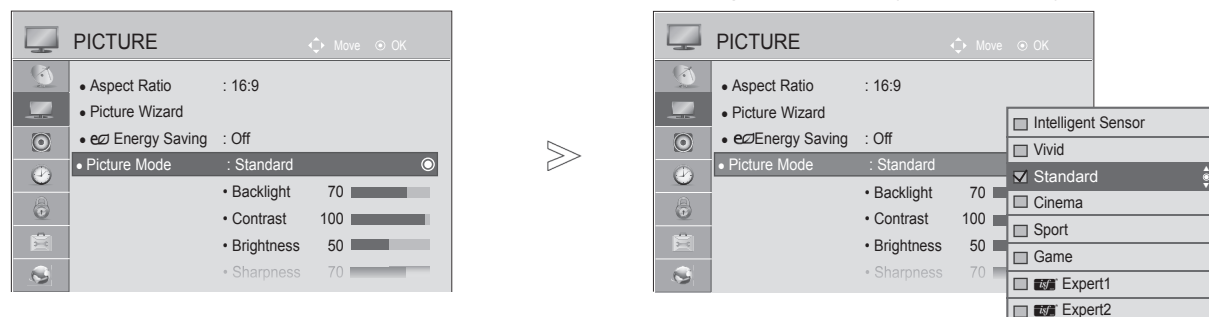 PICTURE
Move OK
• Aspect Ratio : 16:9
• Picture Wizard
• Energy Saving : Off
• Picture Mode : Standard
• Backlight 70
• Contrast 100
• Brightness 50
• Sharpness 70
PICTURE
Move OK
• Aspect Ratio : 16:9
• Picture Wizard
• Energy Saving : Off
• Picture Mode : Standard
• Backlight 70
• Contrast 100
• Brightness 50
• Sharpness 70
Intelligent Sensor
Vivid
Standard
Cinema
Sport
Game
isf Expert1
isf Expert2